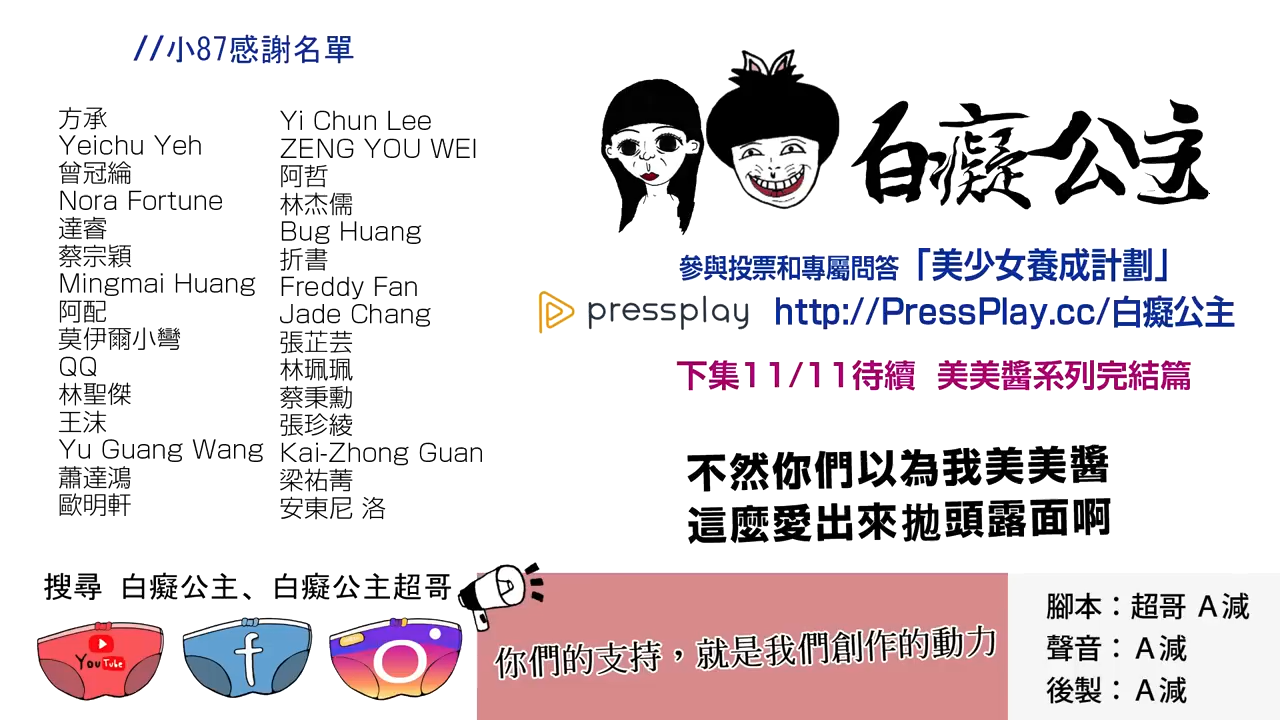 //小87感謝名單
方承
Yeichu Yeh
曾冠綸
Nora Fortune
達睿
蔡宗穎
Mingmai Huang
阿配
莫伊爾小彎
QQ
林聖傑
王沫
Yu Guang Wang
蕭達鴻
歐明軒
Yi Chun Lee
ZENG YOU WEI
阿哲
林杰儒
Bug Huang
折書
Freddy Fan
Jade Chang
張芷芸
林珮珮
蔡秉勳
張珍綾
Kai-Zhong Guan
梁祐菁
安東尼 洛
白癡公主
參與投票和專屬問答「美少女養成計劃」
pressplay http://PressPlay.cc/白癡公主
下集11/11待續 美美醬系列完結篇
不然你們以為我美美醬
這麼愛出來拋頭露面啊
搜尋 白癡公主、白癡公主超哥
YouTube
f
你們的支持，就是我們創作的動力
腳本：超哥 A減
聲音：A減
後製：A減